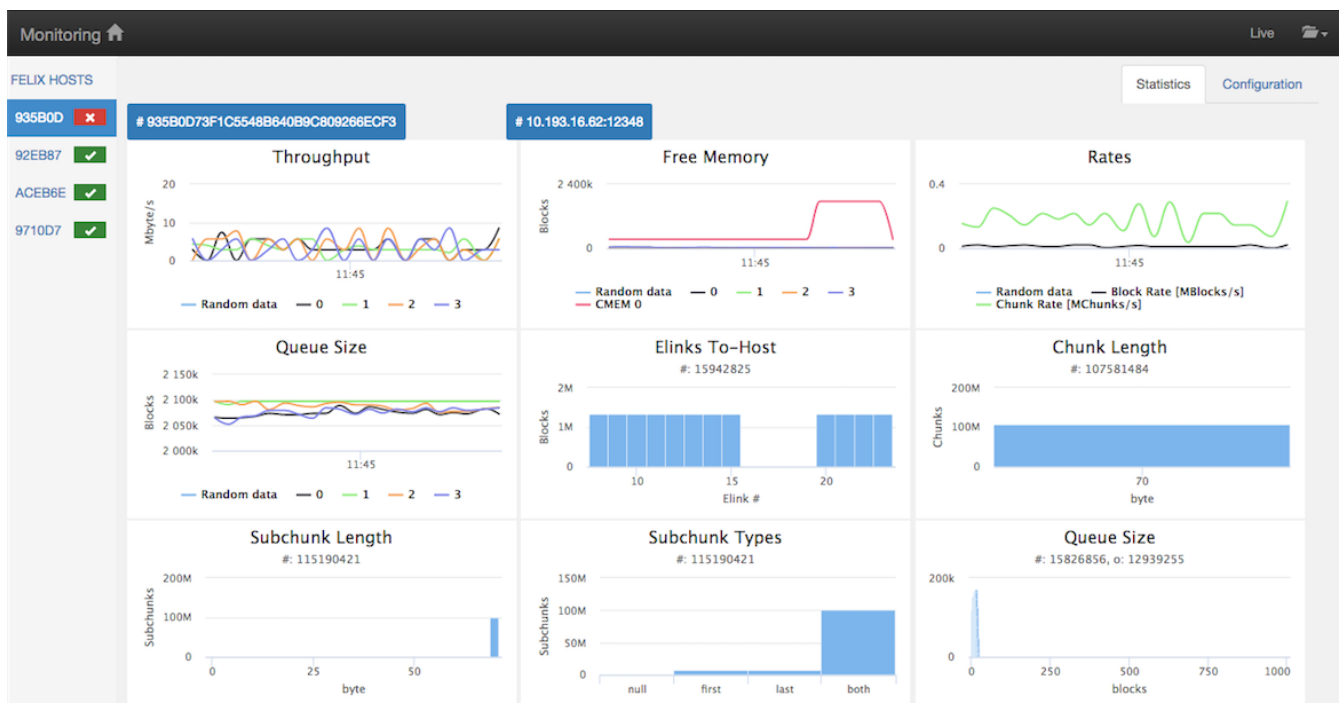 Monitoring
Live
FELIX HOSTS
Statistics
Configuration
935B0D
92EB87
ACEB6E
9710D7
# 935B0D73F1C5548B640B9C809266ECF3
# 10.193.16.62:12348
Throughput
20
10
0
Mbyte/s
11:45
Random data 0 1 2 3
Free Memory
2 400k
0
Blocks
11:45
Random data 0 1 2 3
CMEM 0
Rates
0.4
0
11:45
Random data Block Rate [MBlocks/s]
Chunk Rate [MChunks/s]
Queue Size
2 150k
2 100k
2 050k
2 000k
Blocks
11:45
Random data 0 1 2 3
Elinks To-Host
#: 15942825
2M
1M
0
Blocks
10 15 20
Elink #
Chunk Length
#: 107581484
200M
100M
0
Chunks
70
byte
Subchunk Length
#: 115190421
200M
100M
0
Subchunks
0 25 50
byte
Subchunk Types
#: 115190421
150M
100M
50M
0
Subchunks
null first last both
Queue Size
#: 15826856, o: 12939255
200k
0
0 250 500 750 1000
blocks